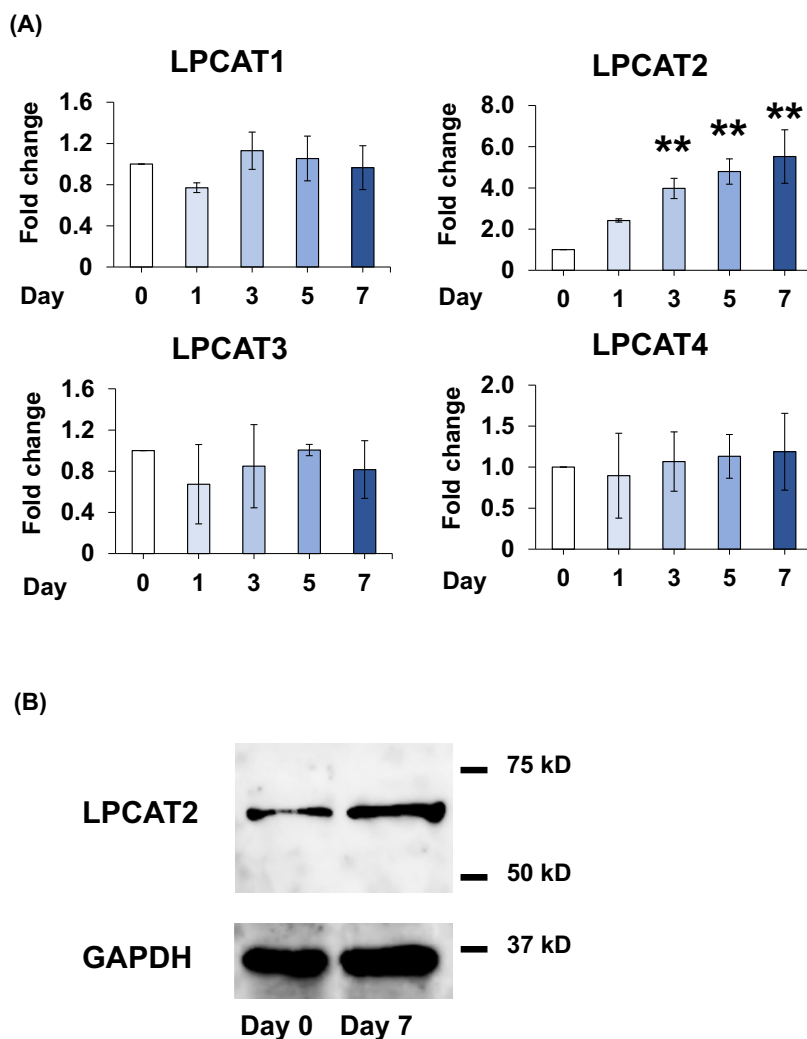 (A)
LPCAT1
Fold change
1.6
1.2
0.8
0.4
0
Day 0 1 3 5 7
LPCAT2
Fold change
8.0
6.0
4.0
2.0
0
** ** **
Day 0 1 3 5 7
LPCAT3
Fold change
1.6
1.2
0.8
0.4
0
Day 0 1 3 5 7
LPCAT4
Fold change
2.0
1.5
1.0
0.5
0
Day 0 1 3 5 7
(B)
LPCAT2
75 kD
50 kD
GAPDH
37 kD
Day 0 Day 7